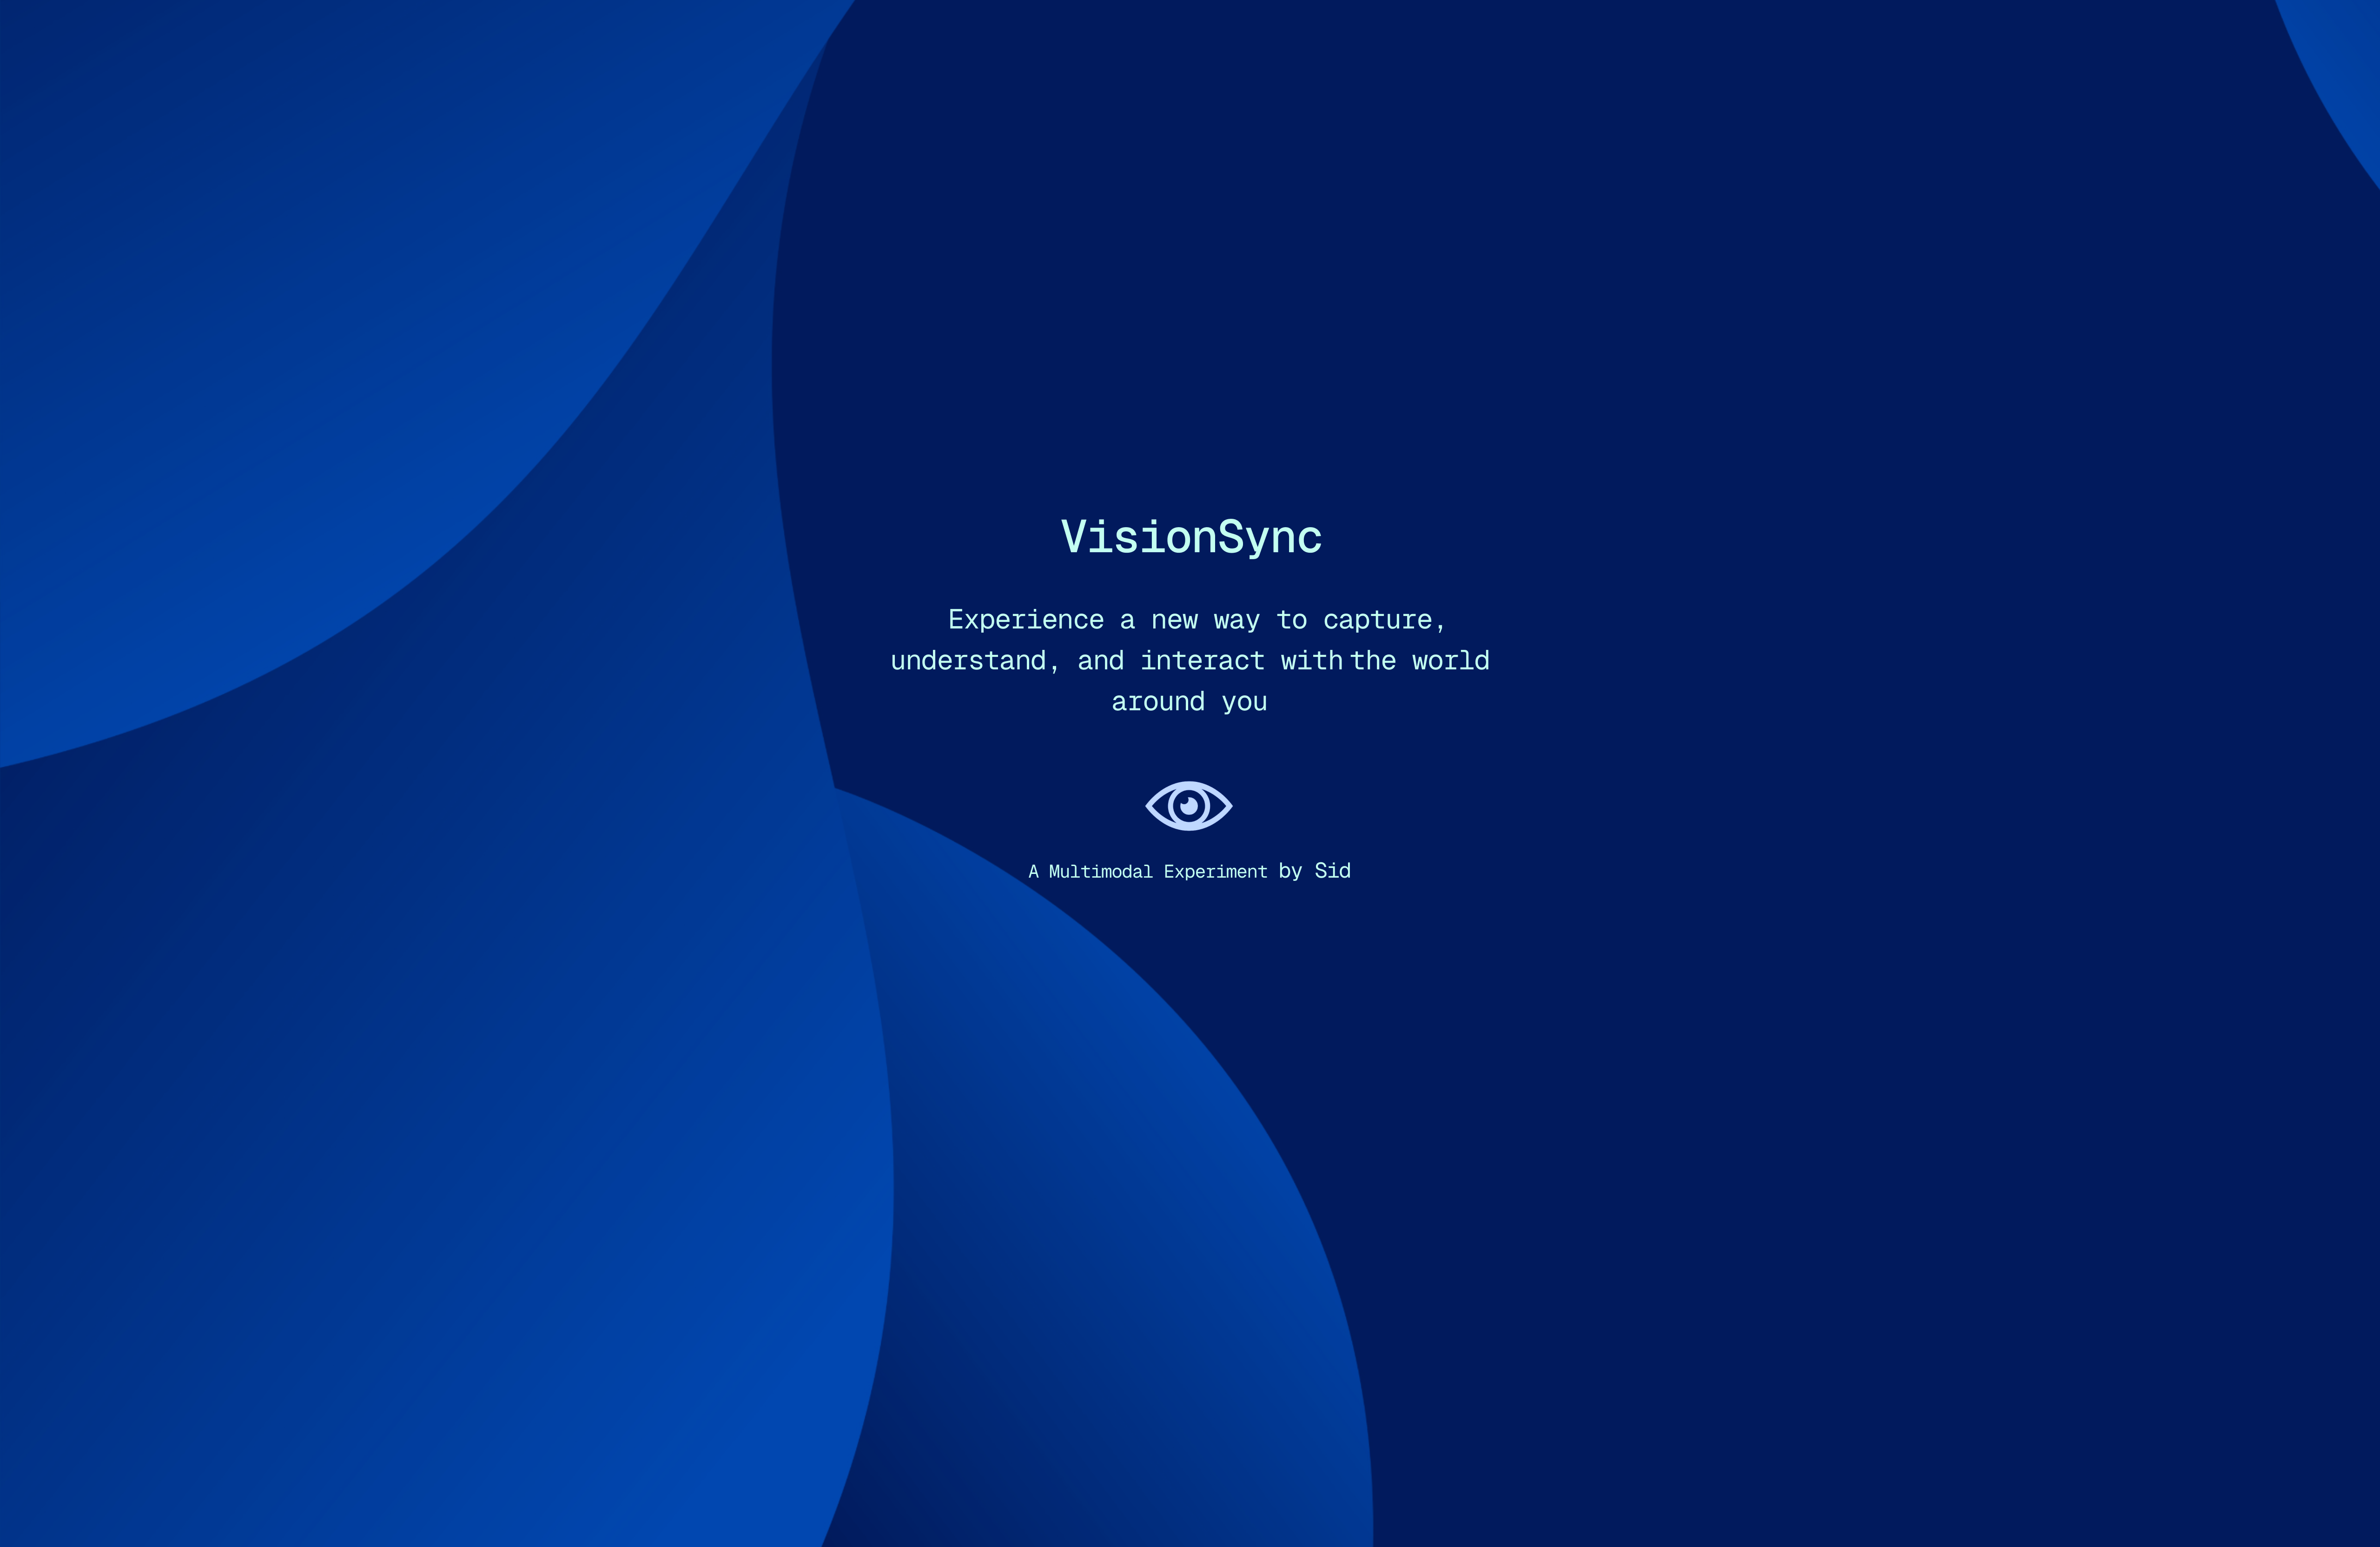 VisionSync
Experience a new way to capture,
understand, and interact with the world
around you
A Multimodal Experiment by Sid